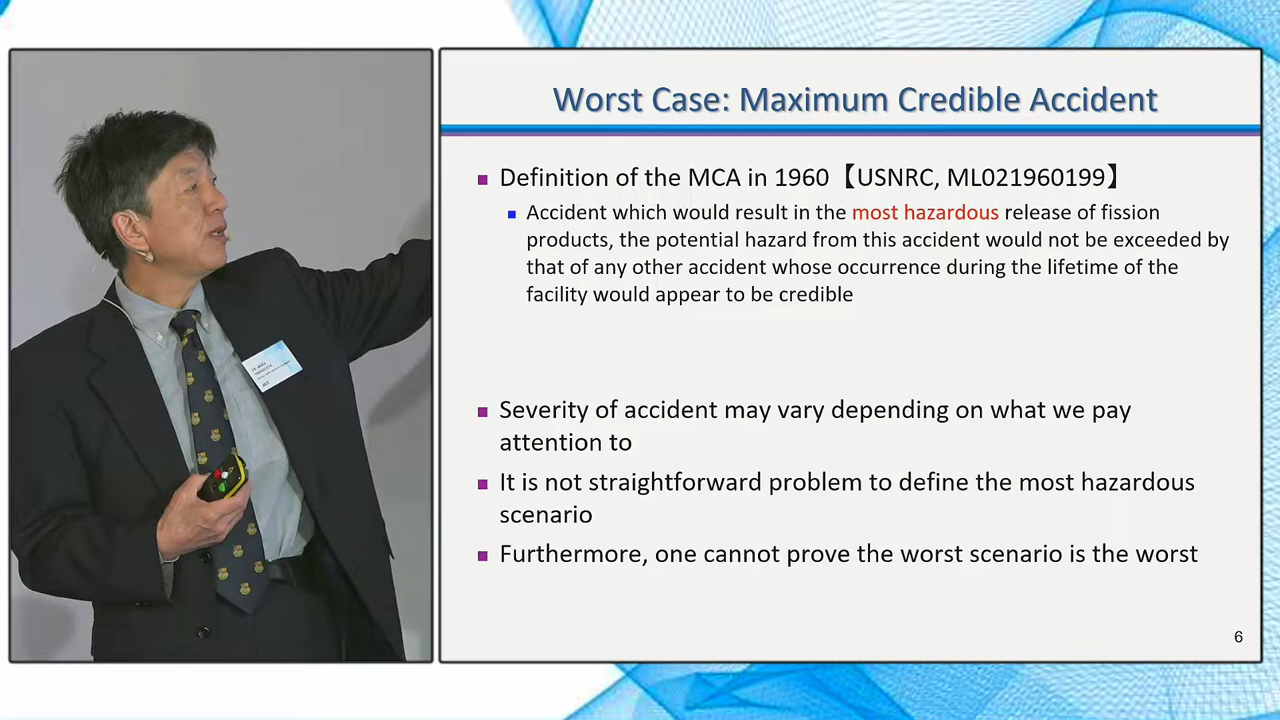 Worst Case: Maximum Credible Accident
Definition of the MCA in 1960【USNRC, ML021960199】
Accident which would result in the most hazardous release of fission
products, the potential hazard from this accident would not be exceeded by
that of any other accident whose occurrence during the lifetime of the
facility would appear to be credible
Severity of accident may vary depending on what we pay
attention to
It is not straightforward problem to define the most hazardous
scenario
Furthermore, one cannot prove the worst scenario is the worst
6